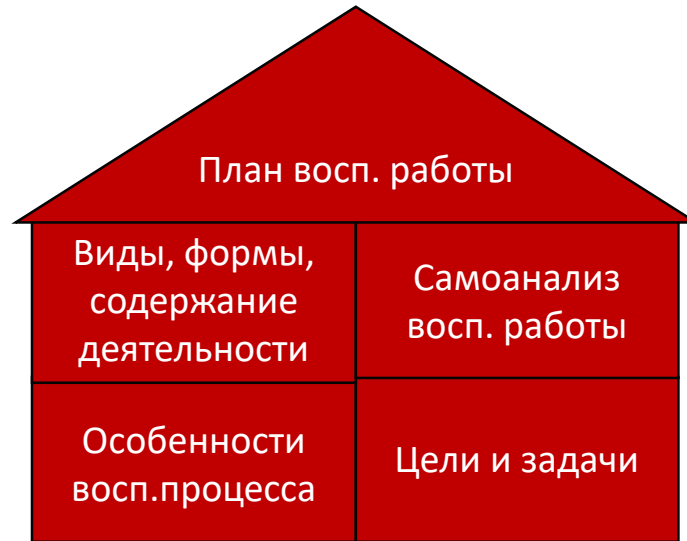 План восп. работы
Виды, формы,
содержание
деятельности
Самоанализ
восп. работы
Особенности
восп.процесса
Цели и задачи